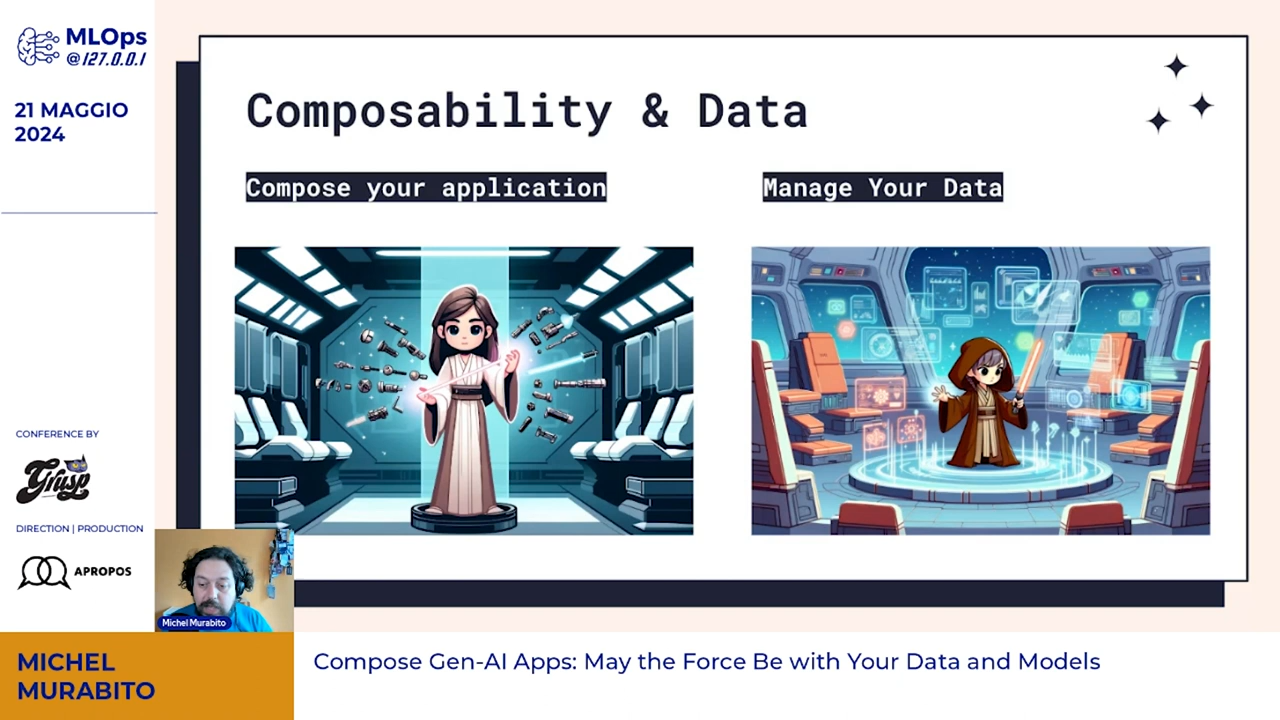 MLOps
@127.0.0.1
21 MAGGIO
2024
Composability & Data
Compose your application
Manage Your Data
CONFERENCE BY
Grusp
DIRECTION | PRODUCTION
APROPOS
Michel Murabito
MICHEL
MURABITO
Compose Gen-AI Apps: May the Force Be with Your Data and Models